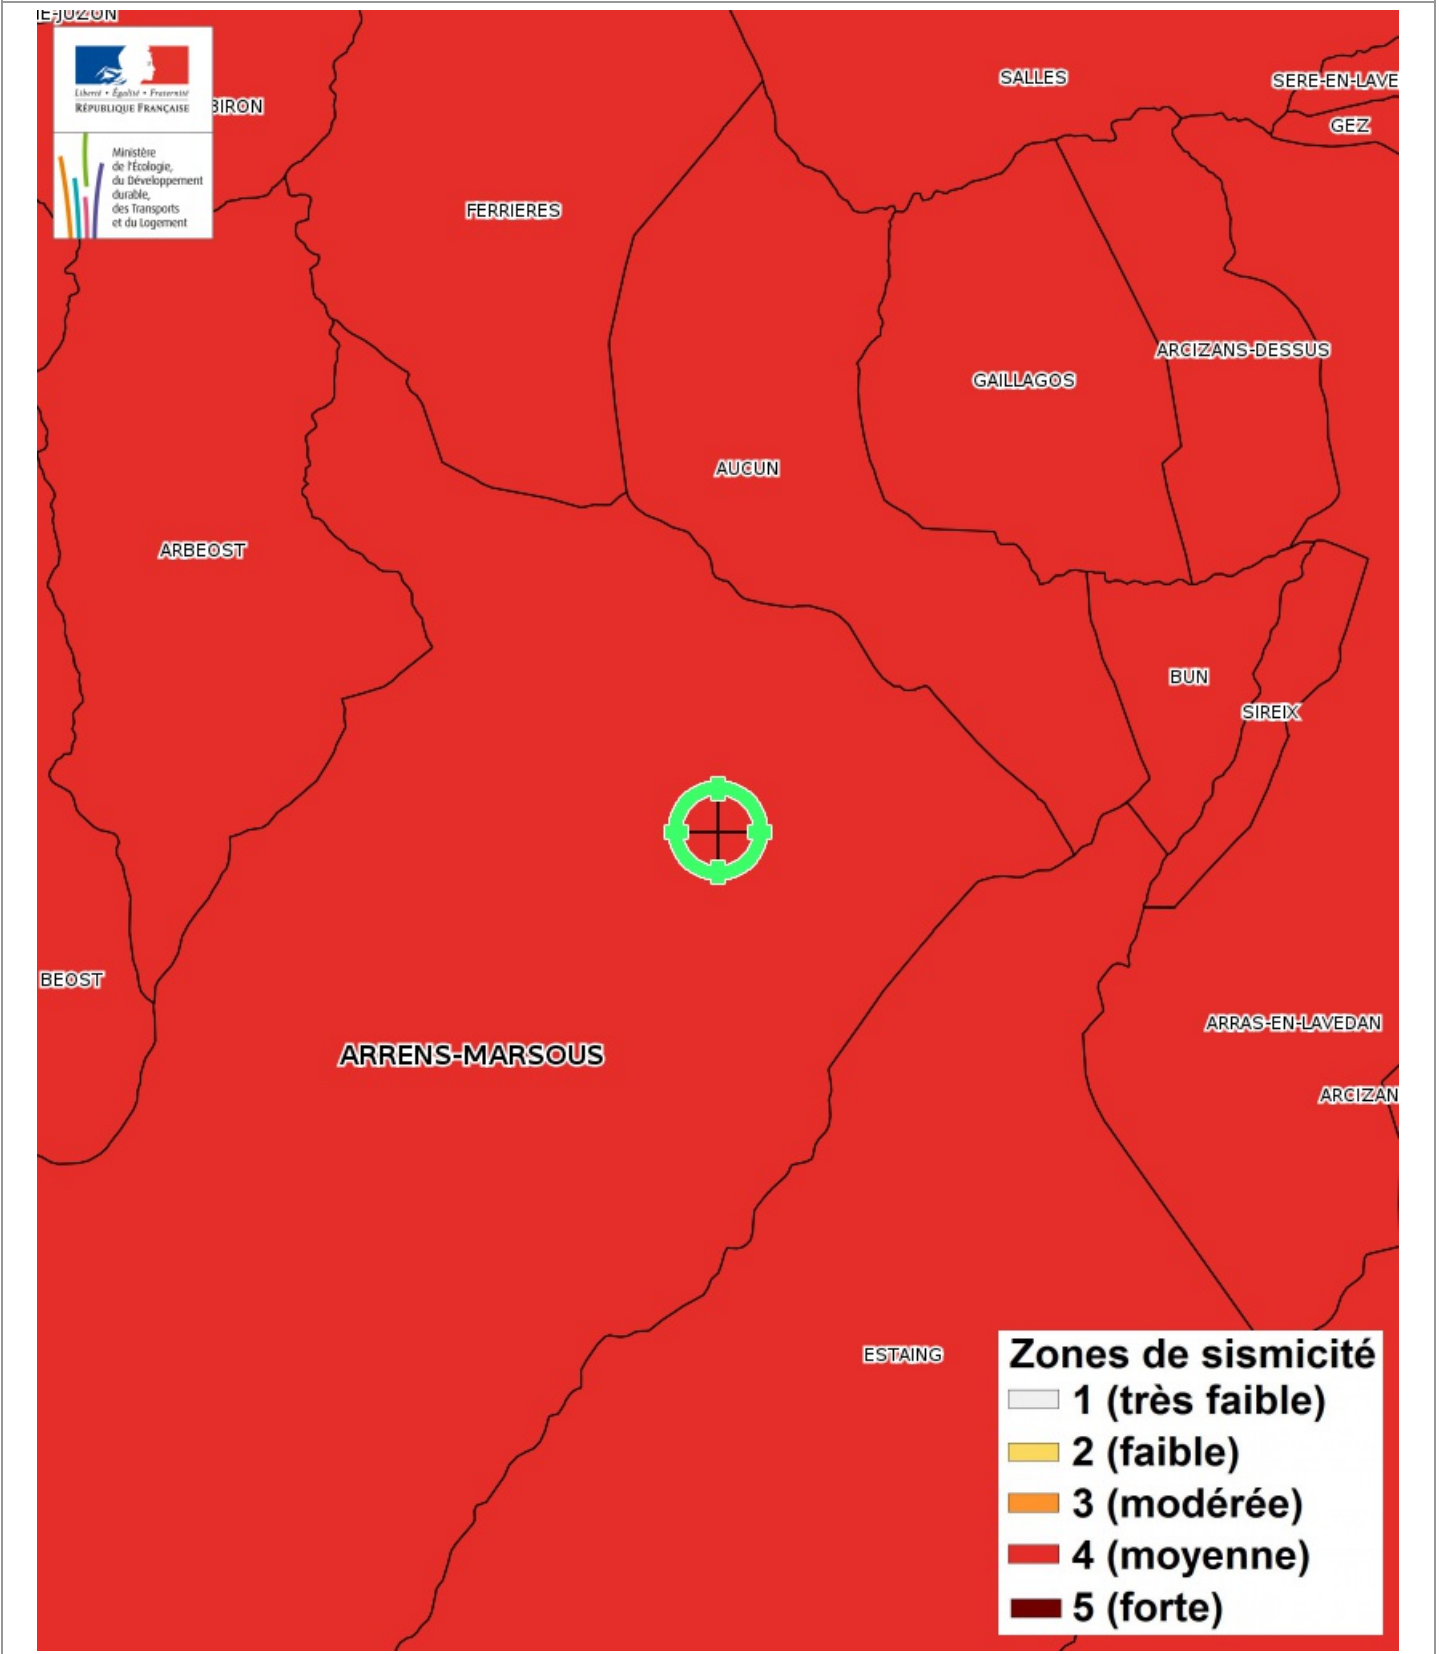 IE-JUZON
Liberté • Égalité • Fraternité
RÉPUBLIQUE FRANÇAISE
BIRON
Ministère
de l'Écologie,
du Développement
durable,
des Transports
et du Logement
SALLES
SERE-EN-LAVE
GEZ
FERRIERES
ARCIZANS-DESSUS
GAILLAGOS
AUCUN
ARBEOST
BUN
SIREIX
BEOST
ARRENS-MARSOUS
ARRAS-EN-LAVEDAN
ARCIZAN
ESTAING
Zones de sismicité
1 (très faible)
2 (faible)
3 (modérée)
4 (moyenne)
5 (forte)